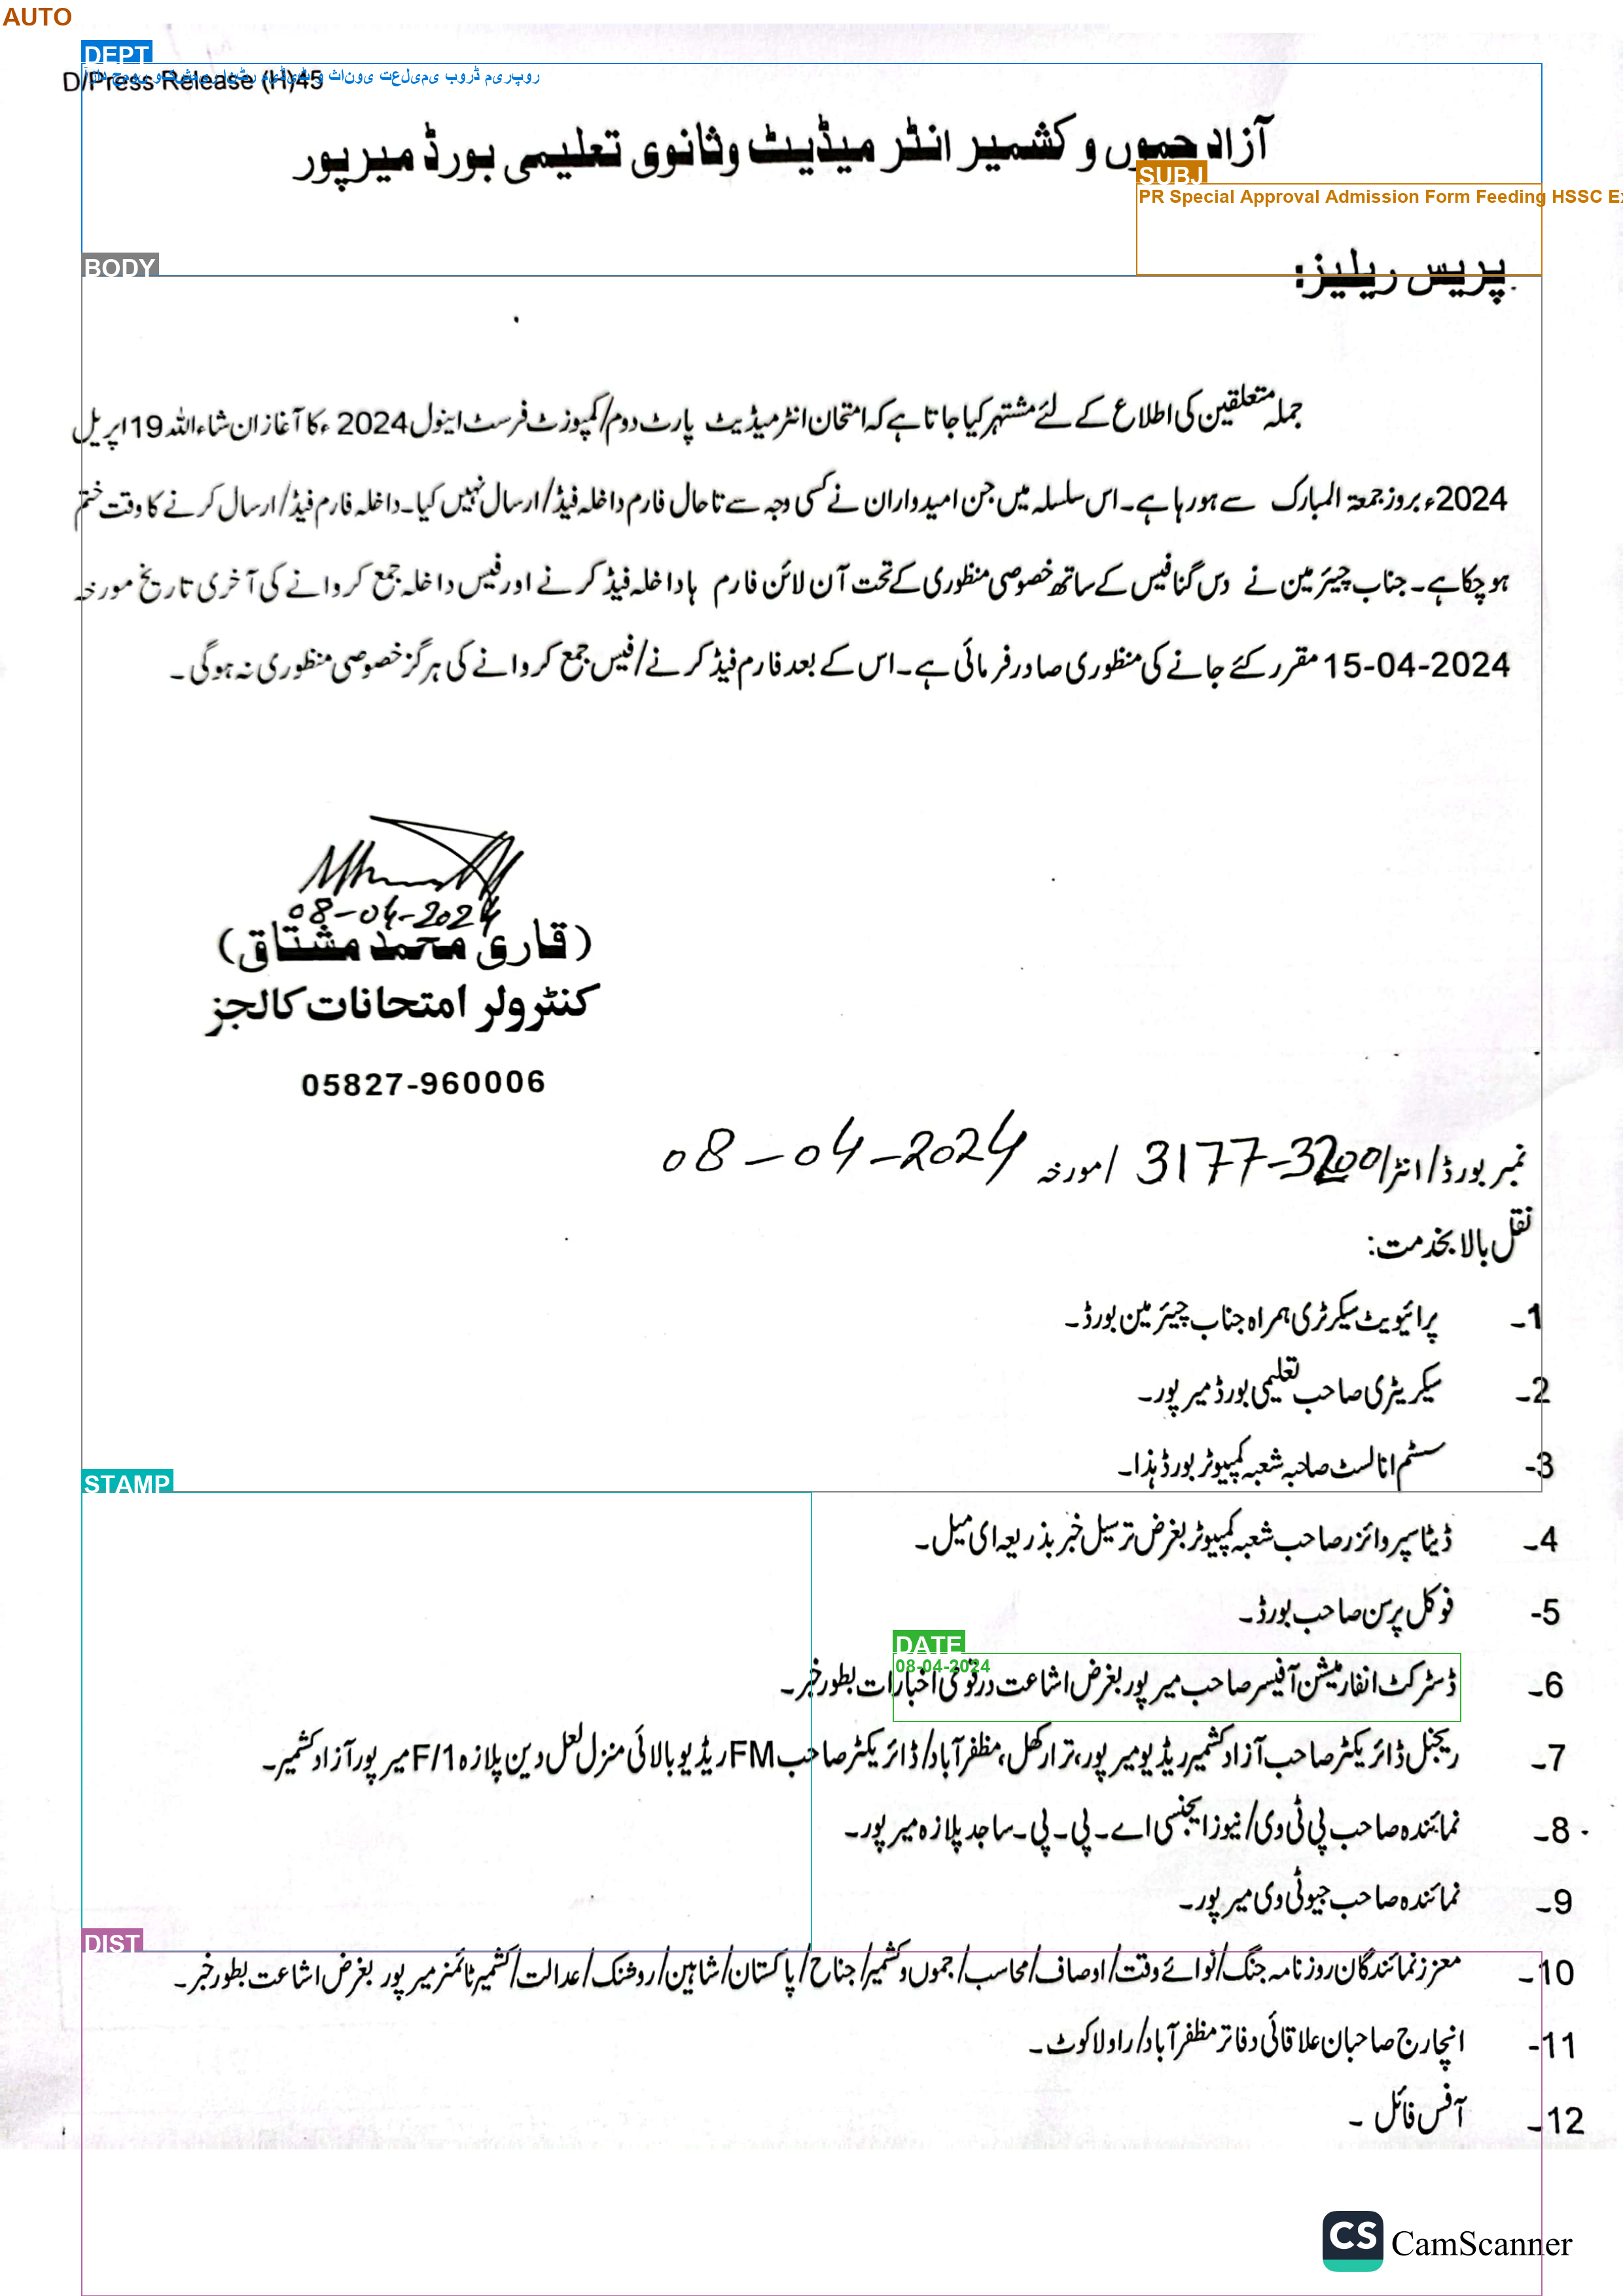 AUTO
DEPT
آزاد جموں وکشمیر انٹر میڈیٹ و ثانوی تعلیمی بورڈ میرپور
D/Press Release (H)45
آزاد جموں و کشمیر انٹر میڈیٹ وثانوی تعلیمی بورڈ میرپور
SUBJ
PR Special Approval Admission Form Feeding HSSC Ex
BODY
پریس ریلیز:
جملہ متعلقین کی اطلاع کے لئے مشتہر کیا جاتا ہے کہ امتحان انٹرمیڈیٹ پارٹ دوم/کمپوزٹ فرسٹ اینول 2024ء کا آغاز ان شاءاللہ 19اپریل
2024ء بروز جمعۃ المبارک سے ہو رہا ہے۔اس سلسلہ میں جن امیدواران نے کسی وجہ سے تاحال فارم داخلہ فیڈ/ارسال نہیں کیا۔داخلہ فارم فیڈ/ارسال کرنے کا وقت ختم
ہو چکا ہے۔ جناب چیئرمین نے دس گنا فیس کے ساتھ خصوصی منظوری کے تحت آن لائن فارم ہا داخلہ فیڈ کرنے اور فیس داخلہ جمع کروانے کی آخری تاریخ مورخہ
15-04-2024 مقرر کئے جانے کی منظوری صادر فرمائی ہے۔اس کے بعد فارم فیڈ کرنے/فیس جمع کروانے کی ہرگز خصوصی منظوری نہ ہوگی۔
08-04-2024
(قاری محمد مشتاق)
کنٹرولر امتحانات کالجز
05827-960006
نمبر بورڈ/انٹر/3177-3200 /مورخہ 08-04-2024
نقل بالا بخدمت:
1۔ پرائیویٹ سیکرٹری ہمراہ جناب چیئرمین بورڈ۔
2۔ سیکریٹری صاحب تعلیمی بورڈ میرپور۔
3- سسٹم انالسٹ صاحبہ شعبہ کمپیوٹر بورڈ ہذا۔
STAMP
4۔ ڈیٹا سپروائزر صاحب شعبہ کمپیوٹر بغرض ترسیل خبر بذریعہ ای میل۔
5- فوکل پرسن صاحب بورڈ۔
DATE
08-04-2024
6۔ ڈسٹرکٹ انفارمیشن آفیسر صاحب میرپور بغرض اشاعت در قومی اخبارات بطور خبر۔
7۔ ریجنل ڈائریکٹر صاحب آزاد کشمیر ریڈیو میرپور، تراڑکھل، مظفرآباد/ڈائریکٹر صاحب FM ریڈیو بالائی منزل لعل دین پلازہ F/1 میرپور آزاد کشمیر۔
8۔ نمائندہ صاحب پی ٹی وی/نیوز ایجنسی اے۔پی۔پی۔ساجد پلازہ میرپور۔
9۔ نمائندہ صاحب جیو ٹی وی میرپور۔
DIST
10۔ معزز نمائندگان روزنامہ جنگ/نوائے وقت/اوصاف/محاسب/جموں وکشمیر/جناح/پاکستان/شاہین/روشنک/عدالت/کشمیر ٹائمنر میرپور بغرض اشاعت بطور خبر۔
11- انچارج صاحبان علاقائی دفاتر مظفرآباد/راولاکوٹ۔
12۔ آفس فائل۔
CS CamScanner